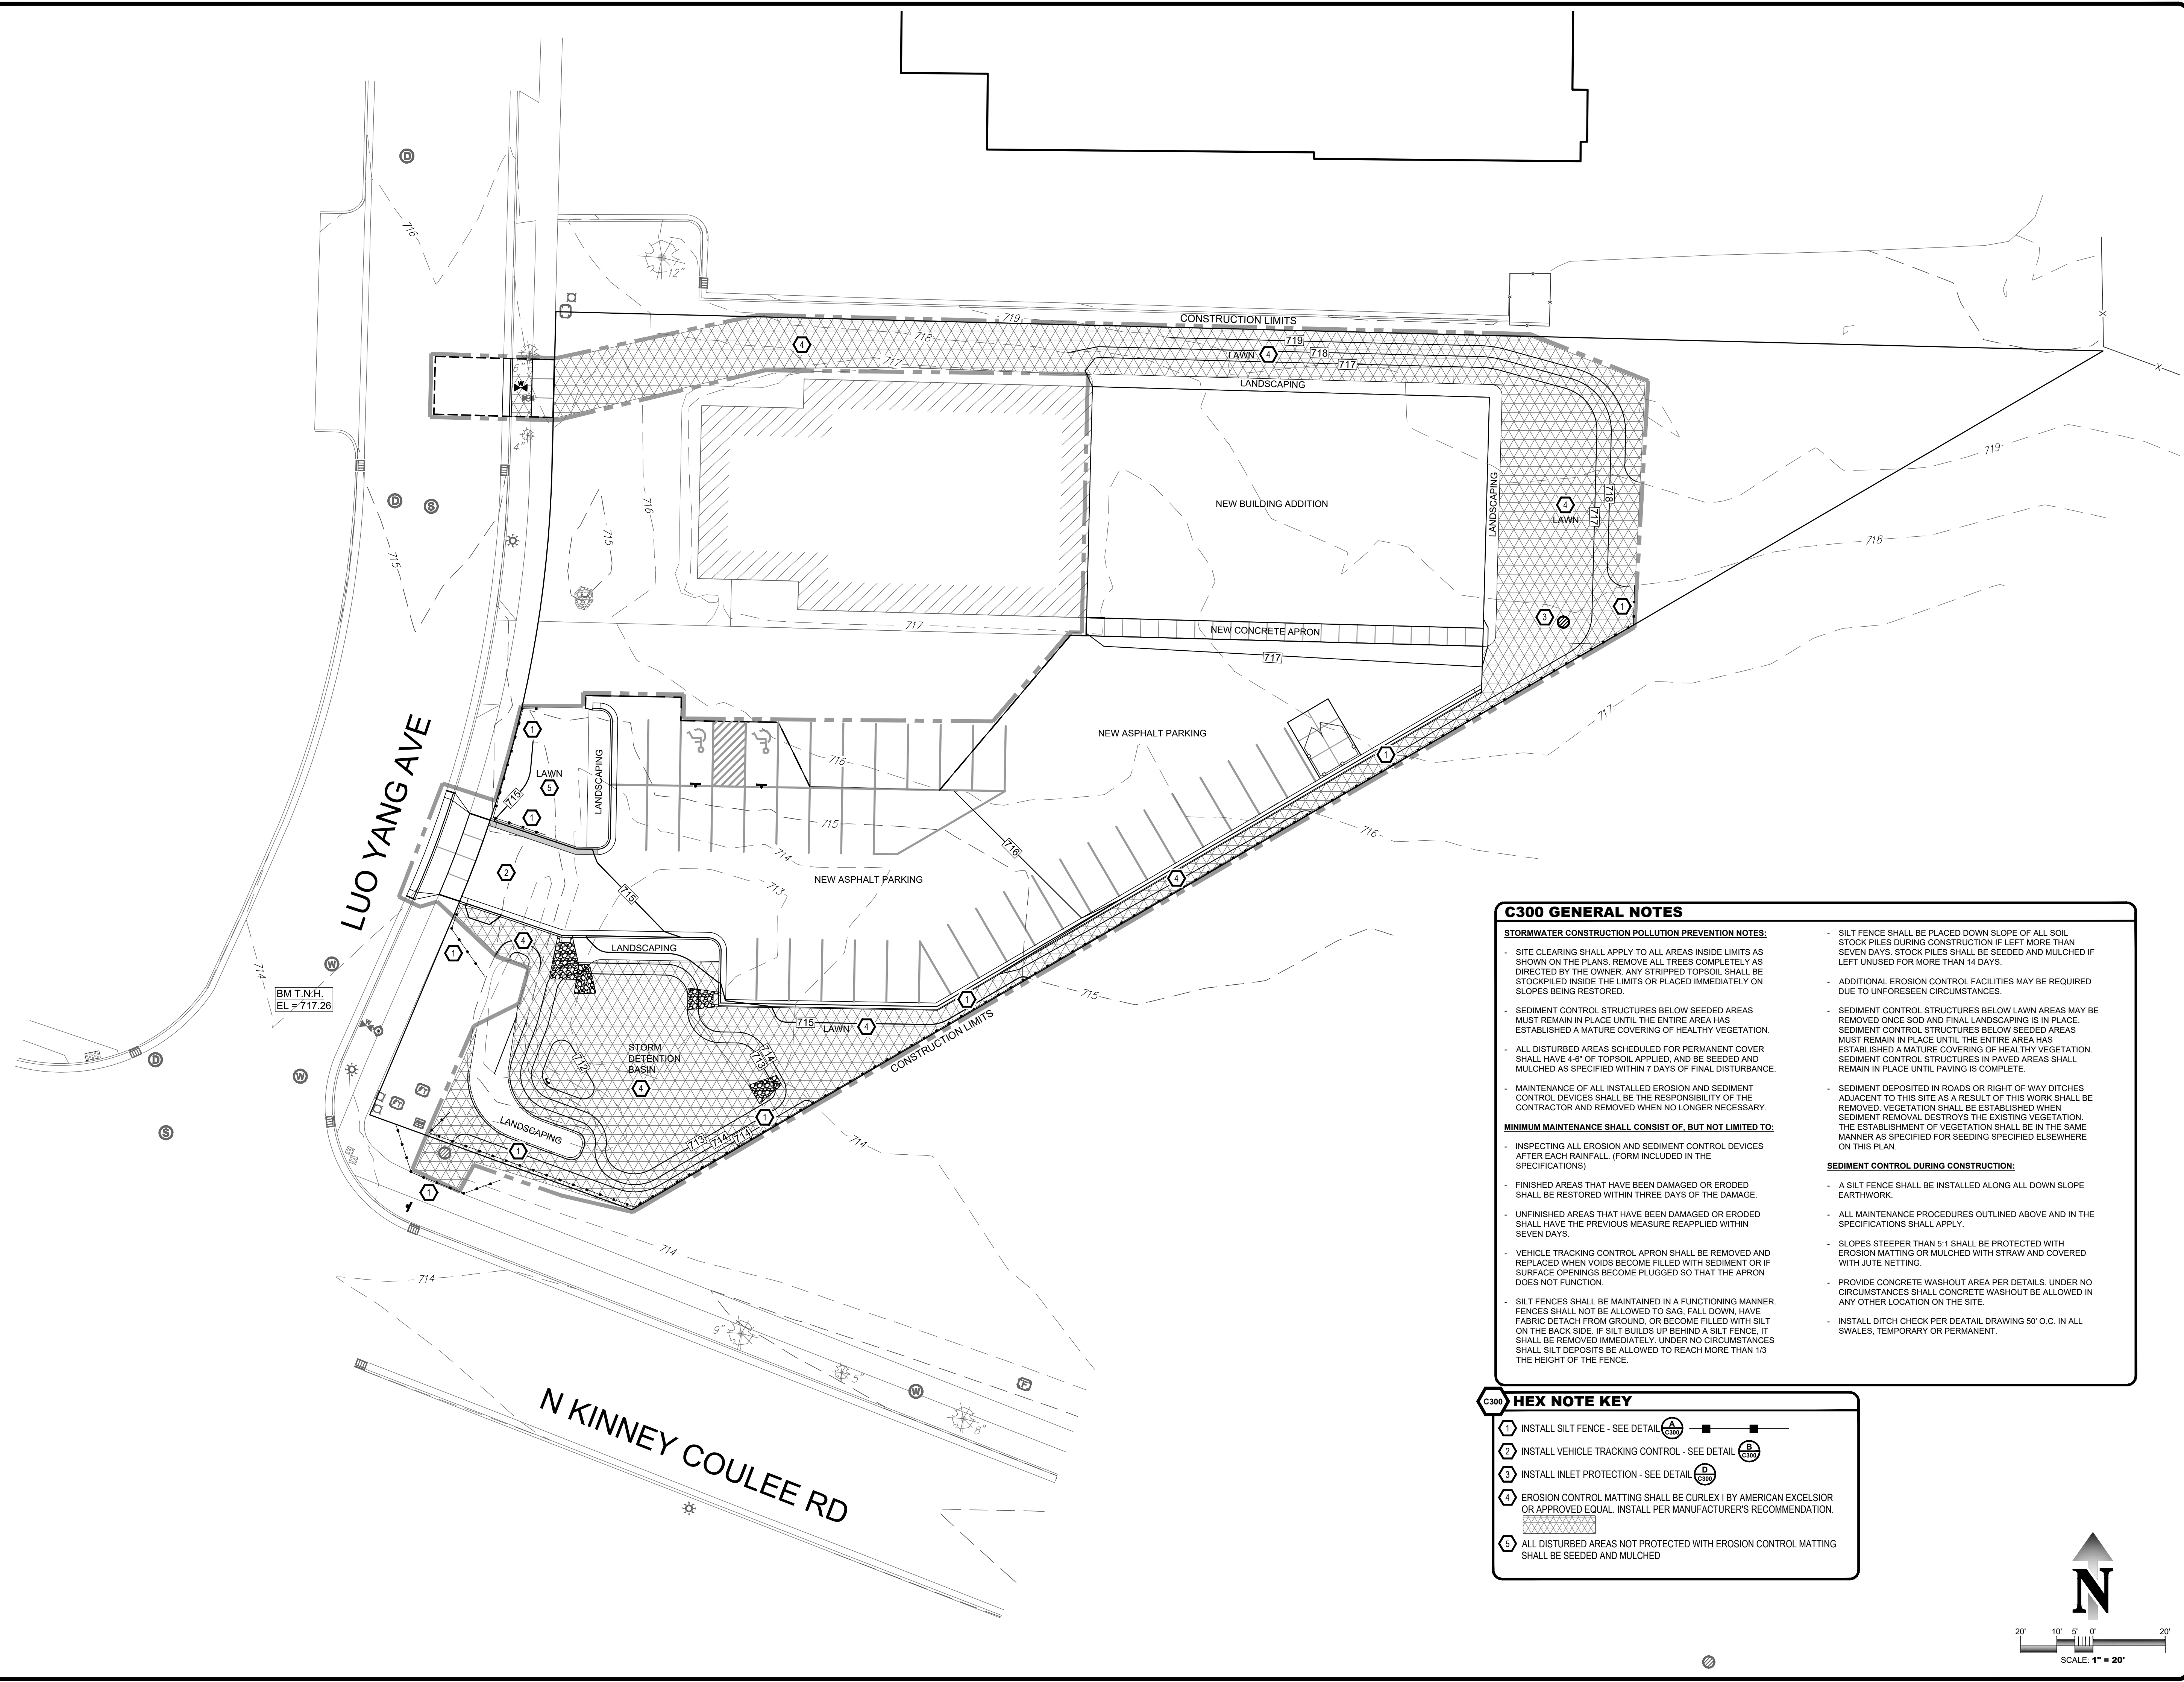 12"
716
719
CONSTRUCTION LIMITS
718
719
4
717
LAWN
4
718
717
LANDSCAPING
6"
W
4"
719
D
D
S
716
715
715
NEW BUILDING ADDITION
LANDSCAPING
718
717
4
LAWN
718
3
1
717
NEW CONCRETE APRON
717
717
LUO YANG AVE
1
LAWN
5
715
1
LANDSCAPING
716
NEW ASPHALT PARKING
1
715
716
716
714
2
715
713
NEW ASPHALT PARKING
4
4
LANDSCAPING
1
714
W
BM T.N.H.
EL = 717.26
715
1
715
LAWN
4
CONSTRUCTION LIMITS
STORM
DETENTION
BASIN
712
714
713
4
D
W
FT
FT
S
LANDSCAPING
1
713
714
714
1
714
1
714
714
9"
5"
8"
W
F
N KINNEY COULEE RD
C300 GENERAL NOTES
STORMWATER CONSTRUCTION POLLUTION PREVENTION NOTES:
- SITE CLEARING SHALL APPLY TO ALL AREAS INSIDE LIMITS AS
SHOWN ON THE PLANS. REMOVE ALL TREES COMPLETELY AS
DIRECTED BY THE OWNER. ANY STRIPPED TOPSOIL SHALL BE
STOCKPILED INSIDE THE LIMITS OR PLACED IMMEDIATELY ON
SLOPES BEING RESTORED.
- SEDIMENT CONTROL STRUCTURES BELOW SEEDED AREAS
MUST REMAIN IN PLACE UNTIL THE ENTIRE AREA HAS
ESTABLISHED A MATURE COVERING OF HEALTHY VEGETATION.
- ALL DISTURBED AREAS SCHEDULED FOR PERMANENT COVER
SHALL HAVE 4-6" OF TOPSOIL APPLIED, AND BE SEEDED AND
MULCHED AS SPECIFIED WITHIN 7 DAYS OF FINAL DISTURBANCE.
- MAINTENANCE OF ALL INSTALLED EROSION AND SEDIMENT
CONTROL DEVICES SHALL BE THE RESPONSIBILITY OF THE
CONTRACTOR AND REMOVED WHEN NO LONGER NECESSARY.
MINIMUM MAINTENANCE SHALL CONSIST OF, BUT NOT LIMITED TO:
- INSPECTING ALL EROSION AND SEDIMENT CONTROL DEVICES
AFTER EACH RAINFALL. (FORM INCLUDED IN THE
SPECIFICATIONS)
- FINISHED AREAS THAT HAVE BEEN DAMAGED OR ERODED
SHALL BE RESTORED WITHIN THREE DAYS OF THE DAMAGE.
- UNFINISHED AREAS THAT HAVE BEEN DAMAGED OR ERODED
SHALL HAVE THE PREVIOUS MEASURE REAPPLIED WITHIN
SEVEN DAYS.
- VEHICLE TRACKING CONTROL APRON SHALL BE REMOVED AND
REPLACED WHEN VOIDS BECOME FILLED WITH SEDIMENT OR IF
SURFACE OPENINGS BECOME PLUGGED SO THAT THE APRON
DOES NOT FUNCTION.
- SILT FENCES SHALL BE MAINTAINED IN A FUNCTIONING MANNER.
FENCES SHALL NOT BE ALLOWED TO SAG, FALL DOWN, HAVE
FABRIC DETACH FROM GROUND, OR BECOME FILLED WITH SILT
ON THE BACK SIDE. IF SILT BUILDS UP BEHIND A SILT FENCE, IT
SHALL BE REMOVED IMMEDIATELY. UNDER NO CIRCUMSTANCES
SHALL SILT DEPOSITS BE ALLOWED TO REACH MORE THAN 1/3
THE HEIGHT OF THE FENCE.
- SILT FENCE SHALL BE PLACED DOWN SLOPE OF ALL SOIL
STOCK PILES DURING CONSTRUCTION IF LEFT MORE THAN
SEVEN DAYS. STOCK PILES SHALL BE SEEDED AND MULCHED IF
LEFT UNUSED FOR MORE THAN 14 DAYS.
- ADDITIONAL EROSION CONTROL FACILITIES MAY BE REQUIRED
DUE TO UNFORESEEN CIRCUMSTANCES.
- SEDIMENT CONTROL STRUCTURES BELOW LAWN AREAS MAY BE
REMOVED ONCE SOD AND FINAL LANDSCAPING IS IN PLACE.
SEDIMENT CONTROL STRUCTURES BELOW SEEDED AREAS
MUST REMAIN IN PLACE UNTIL THE ENTIRE AREA HAS
ESTABLISHED A MATURE COVERING OF HEALTHY VEGETATION.
SEDIMENT CONTROL STRUCTURES IN PAVED AREAS SHALL
REMAIN IN PLACE UNTIL PAVING IS COMPLETE.
- SEDIMENT DEPOSITED IN ROADS OR RIGHT OF WAY DITCHES
ADJACENT TO THIS SITE AS A RESULT OF THIS WORK SHALL BE
REMOVED. VEGETATION SHALL BE ESTABLISHED WHEN
SEDIMENT REMOVAL DESTROYS THE EXISTING VEGETATION.
THE ESTABLISHMENT OF VEGETATION SHALL BE IN THE SAME
MANNER AS SPECIFIED FOR SEEDING SPECIFIED ELSEWHERE
ON THIS PLAN.
SEDIMENT CONTROL DURING CONSTRUCTION:
- A SILT FENCE SHALL BE INSTALLED ALONG ALL DOWN SLOPE
EARTHWORK.
- ALL MAINTENANCE PROCEDURES OUTLINED ABOVE AND IN THE
SPECIFICATIONS SHALL APPLY.
- SLOPES STEEPER THAN 5:1 SHALL BE PROTECTED WITH
EROSION MATTING OR MULCHED WITH STRAW AND COVERED
WITH JUTE NETTING.
- PROVIDE CONCRETE WASHOUT AREA PER DETAILS. UNDER NO
CIRCUMSTANCES SHALL CONCRETE WASHOUT BE ALLOWED IN
ANY OTHER LOCATION ON THE SITE.
- INSTALL DITCH CHECK PER DEATAIL DRAWING 50' O.C. IN ALL
SWALES, TEMPORARY OR PERMANENT.
C300 HEX NOTE KEY
1 INSTALL SILT FENCE - SEE DETAIL A C300
2 INSTALL VEHICLE TRACKING CONTROL - SEE DETAIL B C300
3 INSTALL INLET PROTECTION - SEE DETAIL D C300
4 EROSION CONTROL MATTING SHALL BE CURLEX I BY AMERICAN EXCELSIOR
OR APPROVED EQUAL. INSTALL PER MANUFACTURER'S RECOMMENDATION.
5 ALL DISTURBED AREAS NOT PROTECTED WITH EROSION CONTROL MATTING
SHALL BE SEEDED AND MULCHED
N
20' 10' 5' 0' 20'
SCALE: 1" = 20'